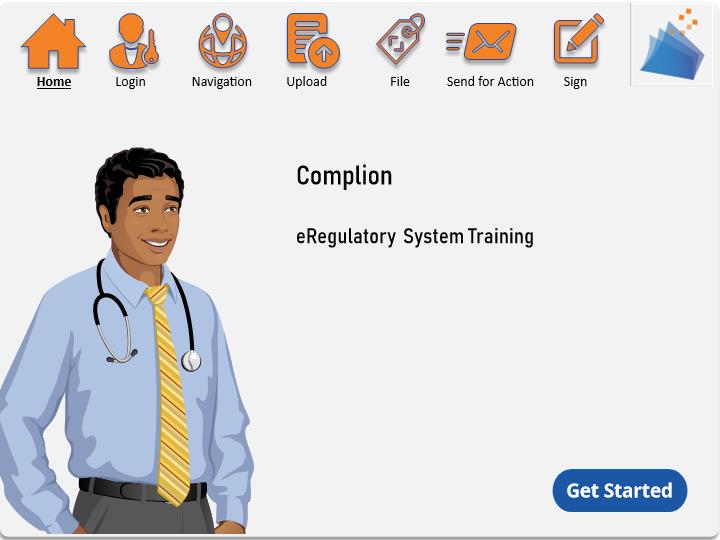 Home Login Navigation Upload File Send for Action Sign
Complion
eRegulatory System Training
Get Started